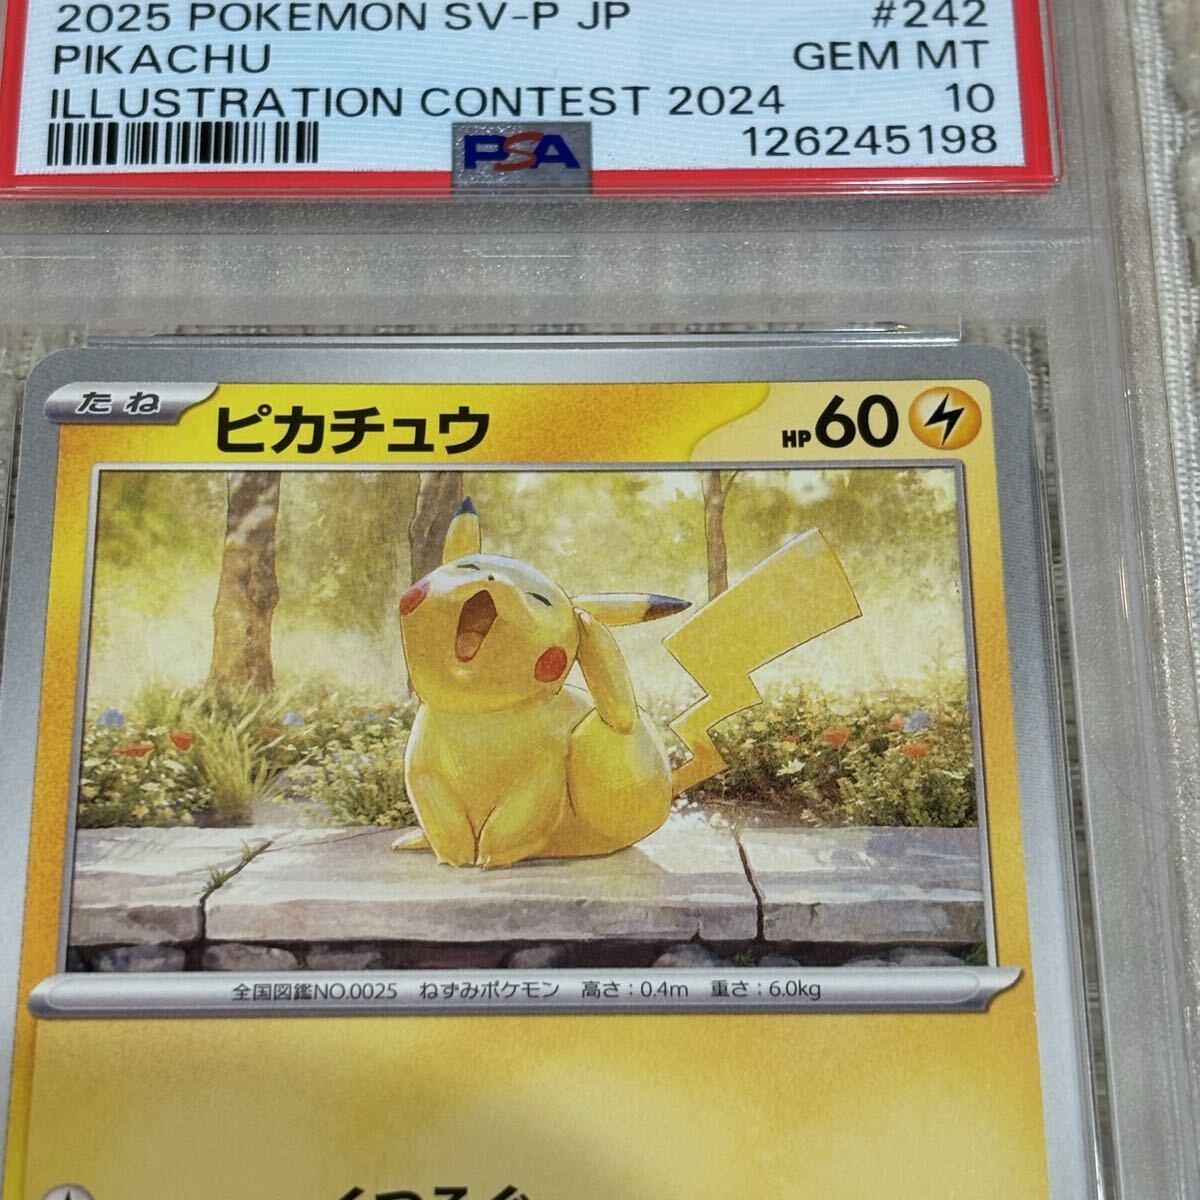 2025 POKEMON SV-P JP #242
PIKACHU GEM MT
ILLUSTRATION CONTEST 2024 10
PSA 126245198
たね ピカチュウ HP60
全国図鑑NO.0025 ねずみポケモン 高さ:0.4m 重さ:6.0kg